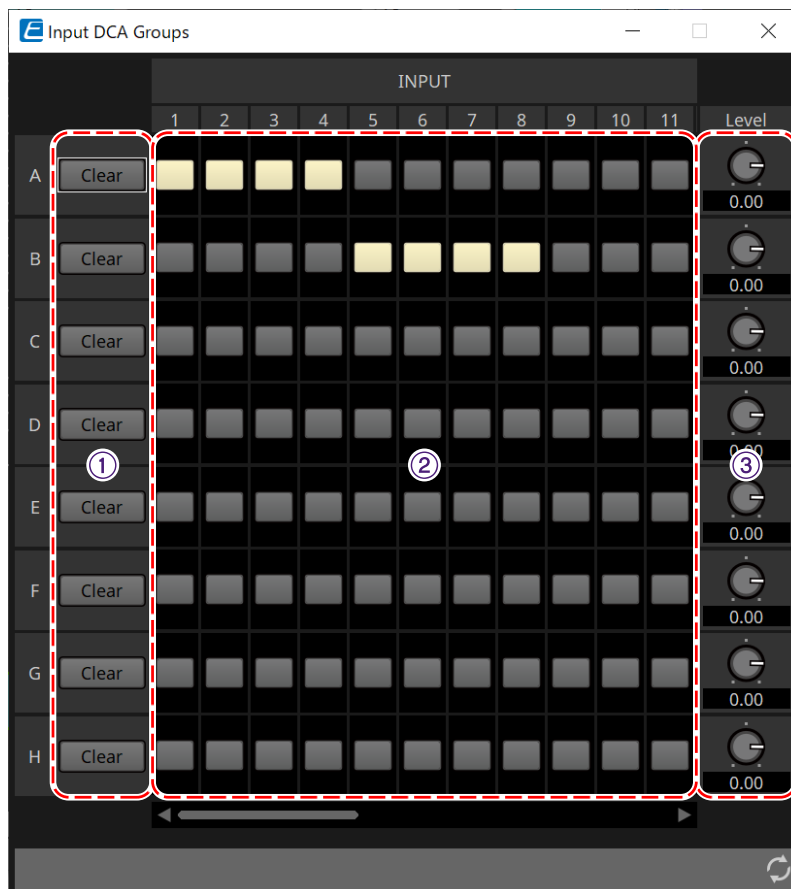 E Input DCA Groups
INPUT
1 2 3 4 5 6 7 8 9 10 11 Level
A Clear 0.00
B Clear 0.00
C Clear 0.00
D Clear 0.00
① ② ③
E Clear 0.00
F Clear 0.00
G Clear 0.00
H Clear 0.00